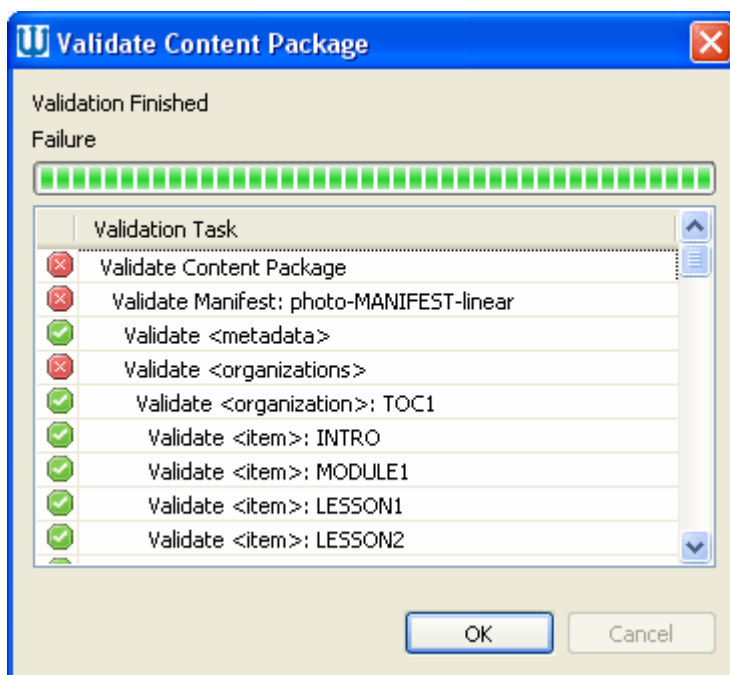 Validate Content Package
Validation Finished
Failure
Validation Task
Validate Content Package
Validate Manifest: photo-MANIFEST-linear
Validate <metadata>
Validate <organizations>
Validate <organization>: TOC1
Validate <item>: INTRO
Validate <item>: MODULE1
Validate <item>: LESSON1
Validate <item>: LESSON2
OK Cancel